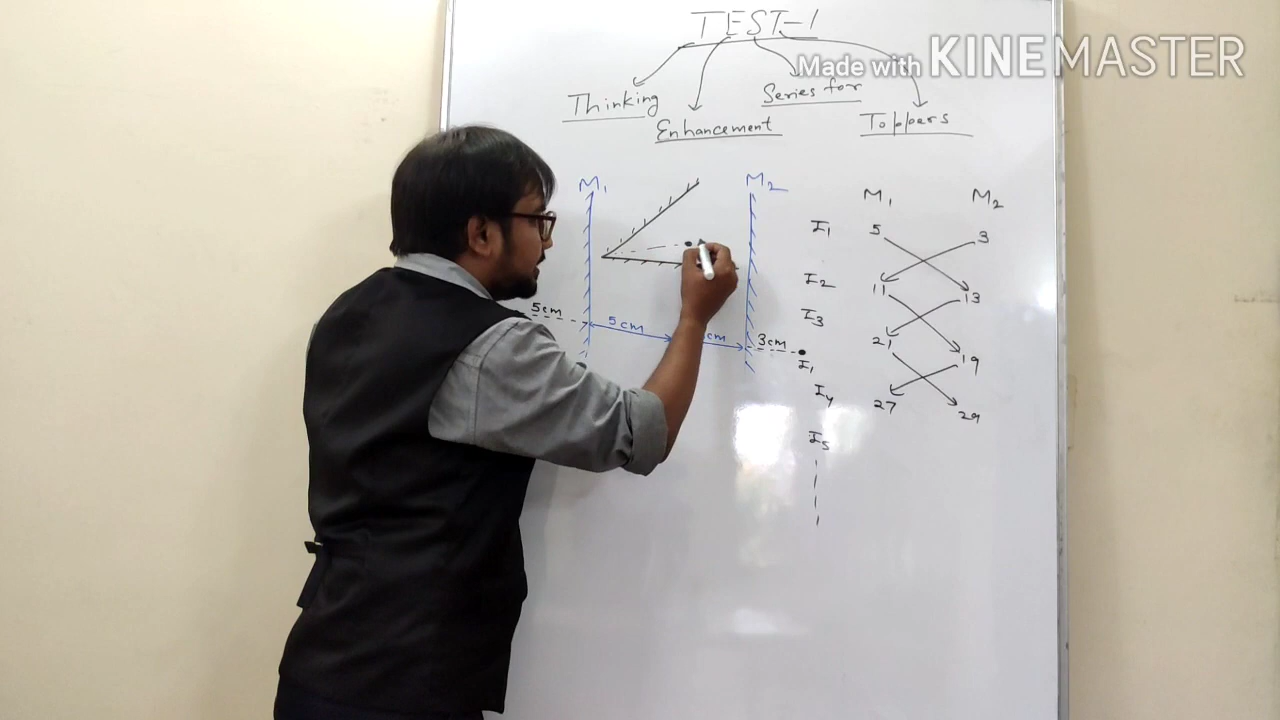 TEST-1
Made with KINEMASTER
Thinking
Enhancement
Series for
Toppers
M1 M2
M1 M2
I1 5 3
I2 11 13
I3 21 19
I4 27 29
I5
5cm
5cm
cm
3cm
I1